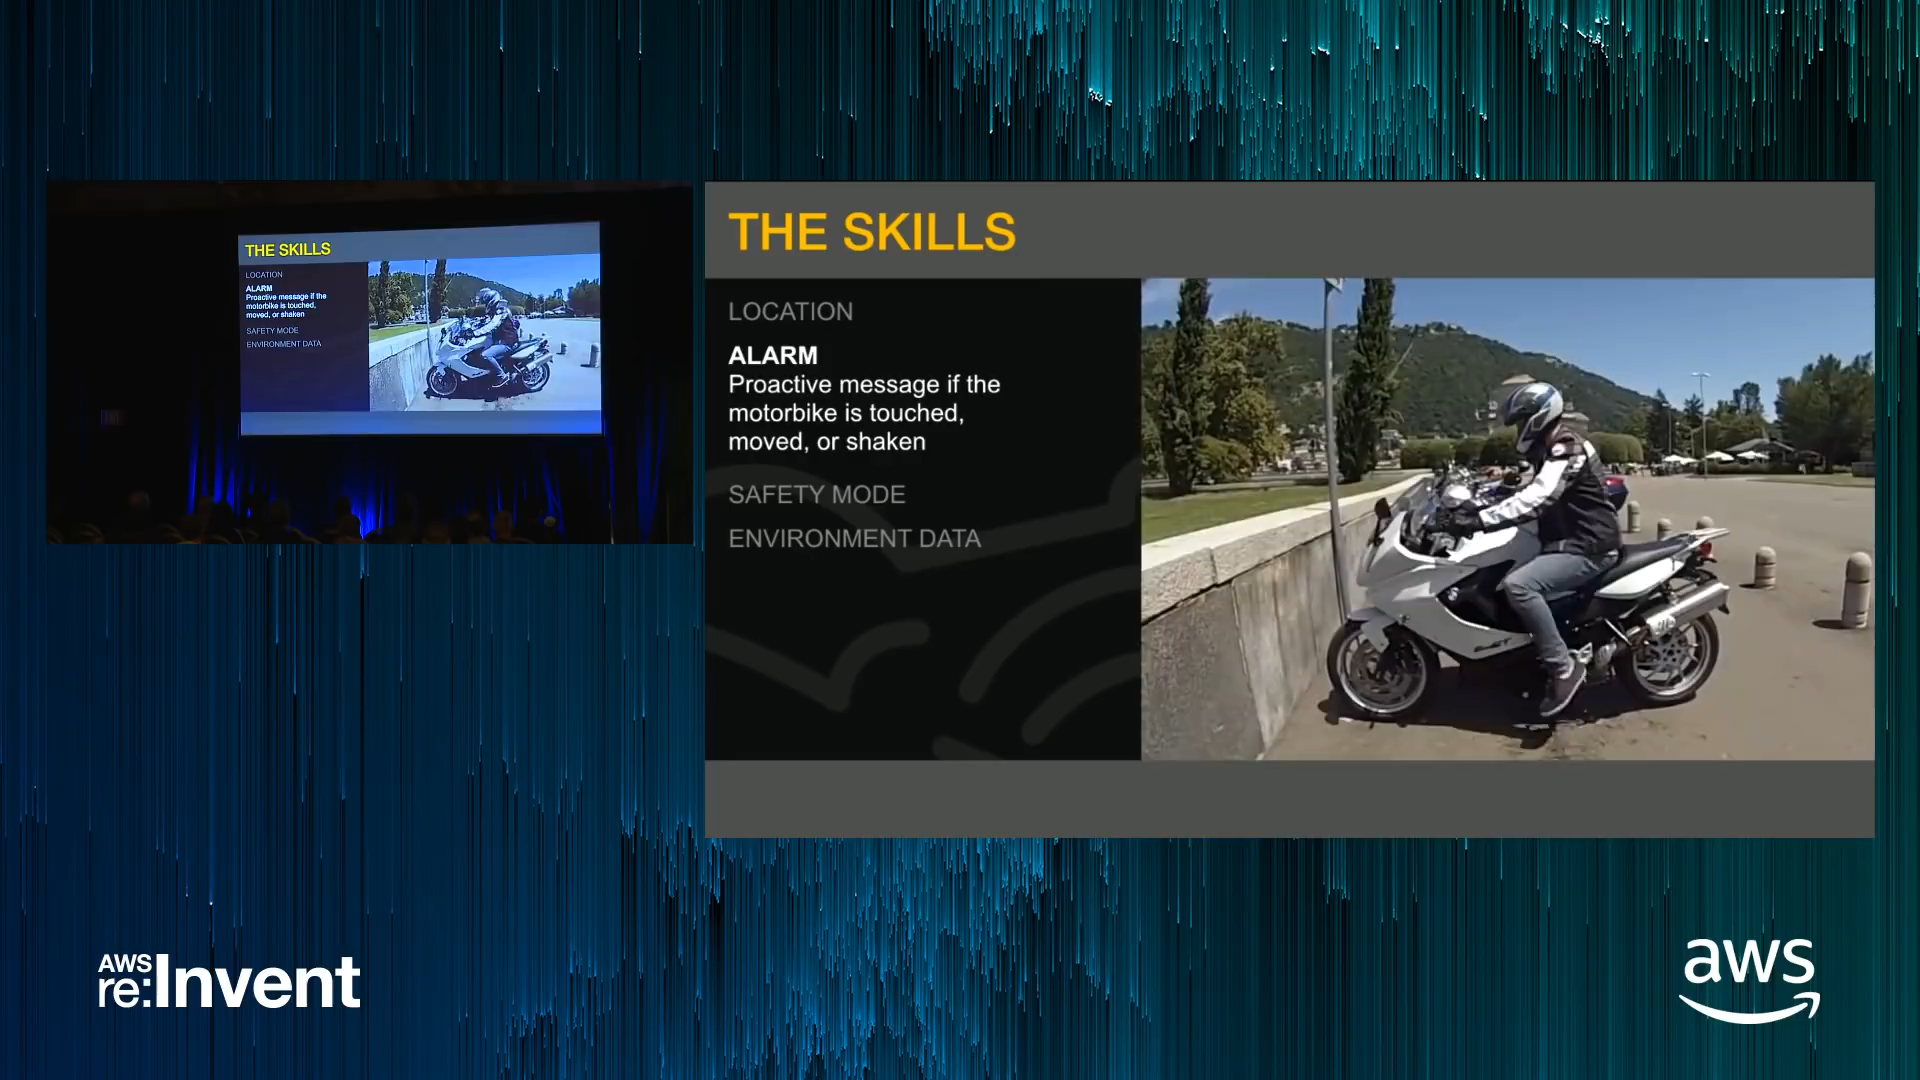 THE SKILLS
LOCATION
ALARM
Proactive message if the
motorbike is touched,
moved, or shaken
SAFETY MODE
ENVIRONMENT DATA
THE SKILLS
LOCATION
ALARM
Proactive message if the
motorbike is touched,
moved, or shaken
SAFETY MODE
ENVIRONMENT DATA
AWS
re:Invent
aws